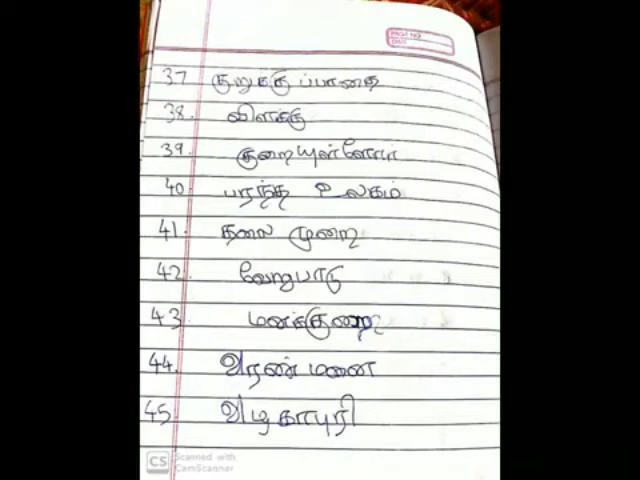 PAGE NO
DATE
37 குறுக்கு ப்பாதை
38. விளக்கு
39. குறையுள்ளோர்
40 பரந்த உலகம்
41. தலை முறை
42. வேறுபாடு
43 மனக்குறை
44. அரண் மனை
45. அழகாபுரி
CS Scanned with
CamScanner